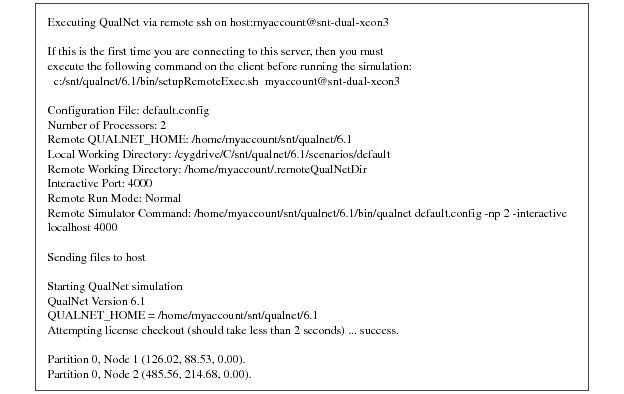 Executing QualNet via remote ssh on host:myaccount@snt-dual-xeon3
If this is the first time you are connecting to this server, then you must
execute the following command on the client before running the simulation:
c:/snt/qualnet/6.1/bin/setupRemoteExec.sh myaccount@snt-dual-xeon3
Configuration File: default.config
Number of Processors: 2
Remote QUALNET_HOME: /home/myaccount/snt/qualnet/6.1
Local Working Directory: /cygdrive/C/snt/qualnet/6.1/scenarios/default
Remote Working Directory: /home/myaccount/.remoteQualNetDir
Interactive Port: 4000
Remote Run Mode: Normal
Remote Simulator Command: /home/myaccount/snt/qualnet/6.1/bin/qualnet default.config -np 2 -interactive
localhost 4000
Sending files to host
Starting QualNet simulation
QualNet Version 6.1
QUALNET_HOME = /home/myaccount/snt/qualnet/6.1
Attempting license checkout (should take less than 2 seconds) ... success.
Partition 0, Node 1 (126.02, 88.53, 0.00).
Partition 0, Node 2 (485.56, 214.68, 0.00).